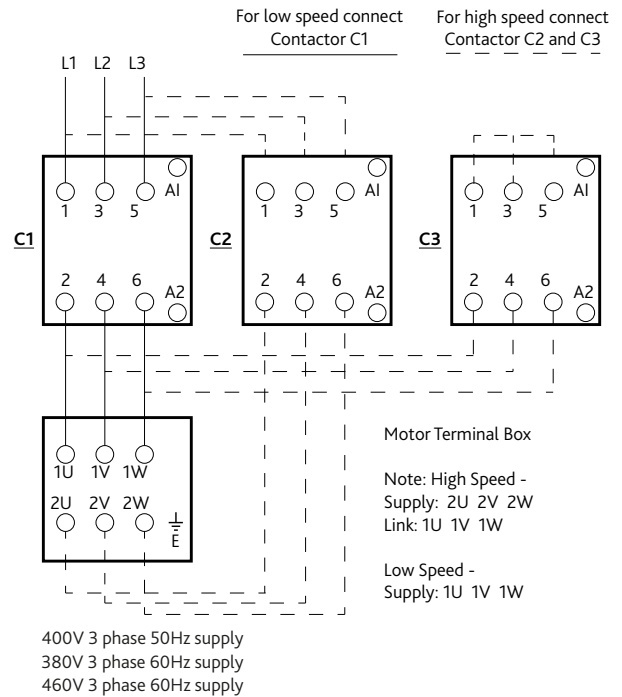 For low speed connect
Contactor C1
For high speed connect
Contactor C2 and C3
L1 L2 L3
1 3 5 A1
C1
2 4 6 A2
1 3 5 A1
C2
2 4 6 A2
1 3 5 A1
C3
2 4 6 A2
1U 1V 1W
2U 2V 2W
E
Motor Terminal Box
Note: High Speed -
Supply: 2U 2V 2W
Link: 1U 1V 1W
Low Speed -
Supply: 1U 1V 1W
400V 3 phase 50Hz supply
380V 3 phase 60Hz supply
460V 3 phase 60Hz supply